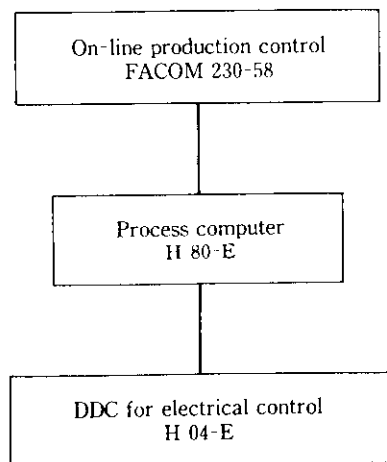 On-line production control
FACOM 230-58
Process computer
H 80-E
DDC for electrical control
H 04-E